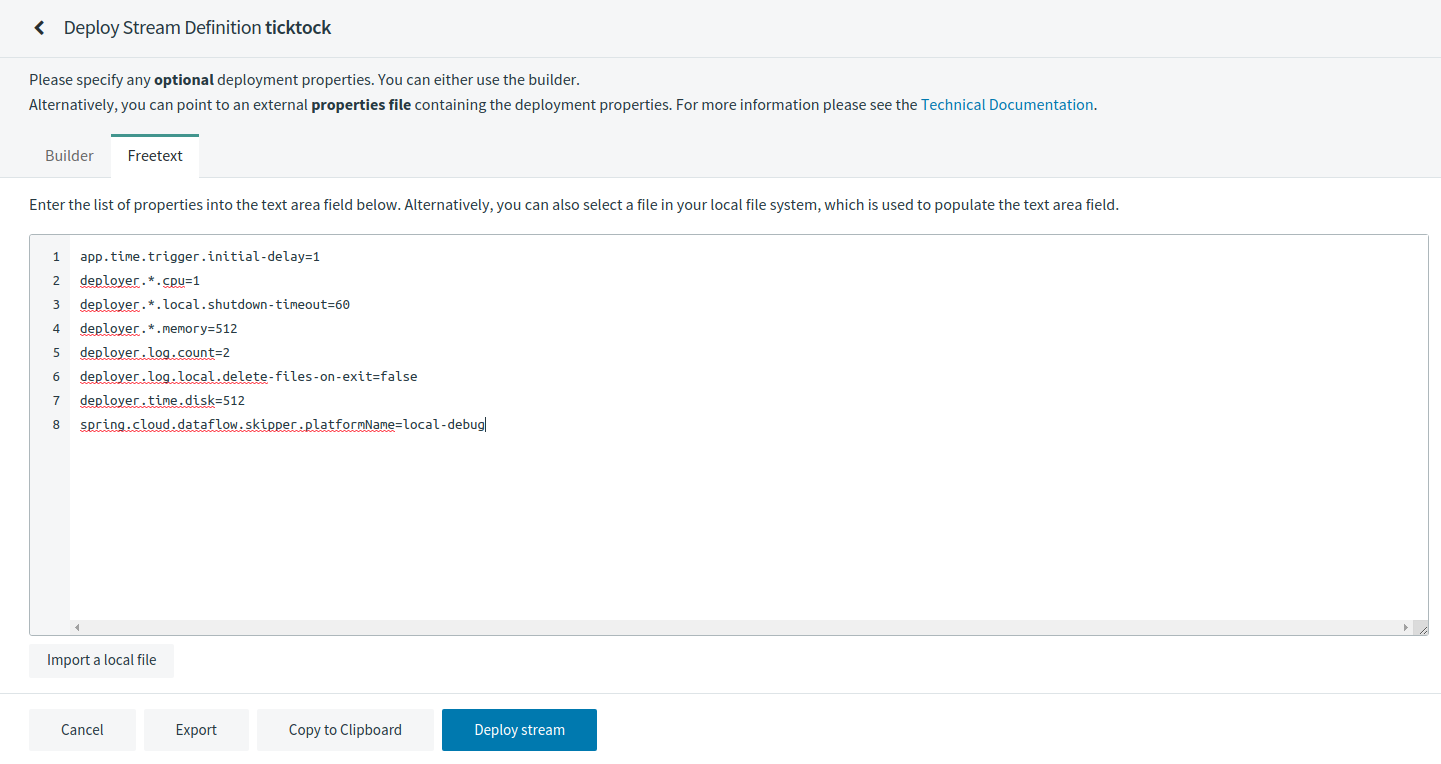 Deploy Stream Definition ticktock
Please specify any optional deployment properties. You can either use the builder.
Alternatively, you can point to an external properties file containing the deployment properties. For more information please see the Technical Documentation.
Builder Freetext
Enter the list of properties into the text area field below. Alternatively, you can also select a file in your local file system, which is used to populate the text area field.
1 app.time.trigger.initial-delay=1
2 deployer.*.cpu=1
3 deployer.*.local.shutdown-timeout=60
4 deployer.*.memory=512
5 deployer.log.count=2
6 deployer.log.local.delete-files-on-exit=false
7 deployer.time.disk=512
8 spring.cloud.dataflow.skipper.platformName=local-debug
Import a local file
Cancel Export Copy to Clipboard Deploy stream